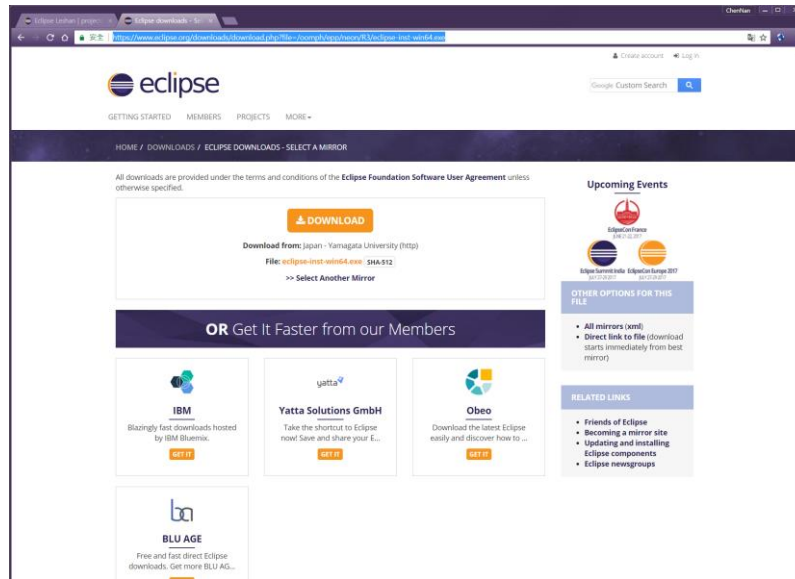 ChenNan
Eclipse Leshan | project
Eclipse downloads - Sel
安全
https://www.eclipse.org/downloads/download.php?file=/oomph/epp/neon/R3/eclipse-inst-win64.exe
Create account
Log in
eclipse
Google Custom Search
GETTING STARTED MEMBERS PROJECTS MORE
HOME / DOWNLOADS / ECLIPSE DOWNLOADS - SELECT A MIRROR
All downloads are provided under the terms and conditions of the Eclipse Foundation Software User Agreement unless
otherwise specified.
DOWNLOAD
Download from: Japan - Yamagata University (http)
File: eclipse-inst-win64.exe SHA-512
>> Select Another Mirror
OR Get It Faster from our Members
IBM
Blazingly fast downloads hosted
by IBM Bluemix.
GET IT
yatta
Yatta Solutions GmbH
Take the shortcut to Eclipse
now! Save and share your E...
GET IT
Obeo
Download the latest Eclipse
easily and discover how to ...
GET IT
ba
BLU AGE
Free and fast direct Eclipse
downloads. Get more BLU AG...
Upcoming Events
EclipseCon France
JUNE 21-22, 2017
Eclipse Summit India
EclipseCon Europe 2017
OTHER OPTIONS FOR THIS
FILE
• All mirrors (xml)
• Direct link to file (download
starts immediately from best
mirror)
RELATED LINKS
• Friends of Eclipse
• Becoming a mirror site
• Updating and installing
Eclipse components
• Eclipse newsgroups